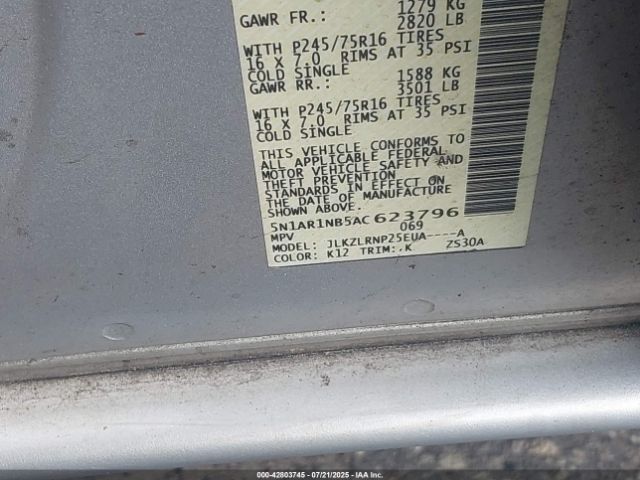 1279 KG
GAWR FR.: 2820 LB
WITH P245/75R16 TIRES
16 X 7.0 RIMS AT 35 PSI
COLD SINGLE
1588 KG
GAWR RR.: 3501 LB
WITH P245/75R16 TIRES
16 X 7.0 RIMS AT 35 PSI
COLD SINGLE
THIS VEHICLE CONFORMS TO
ALL APPLICABLE FEDERAL
MOTOR VEHICLE SAFETY AND
THEFT PREVENTION
STANDARDS IN EFFECT ON
THE DATE OF MANUFACTURE
SHOWN ABOVE.
5N1AR1NB5AC623796
MPV 069
MODEL: JLKZLRNP25EUA----A
COLOR: K12 TRIM: K ZS30A
000-42803745 07/21/2025 IAA, Inc.